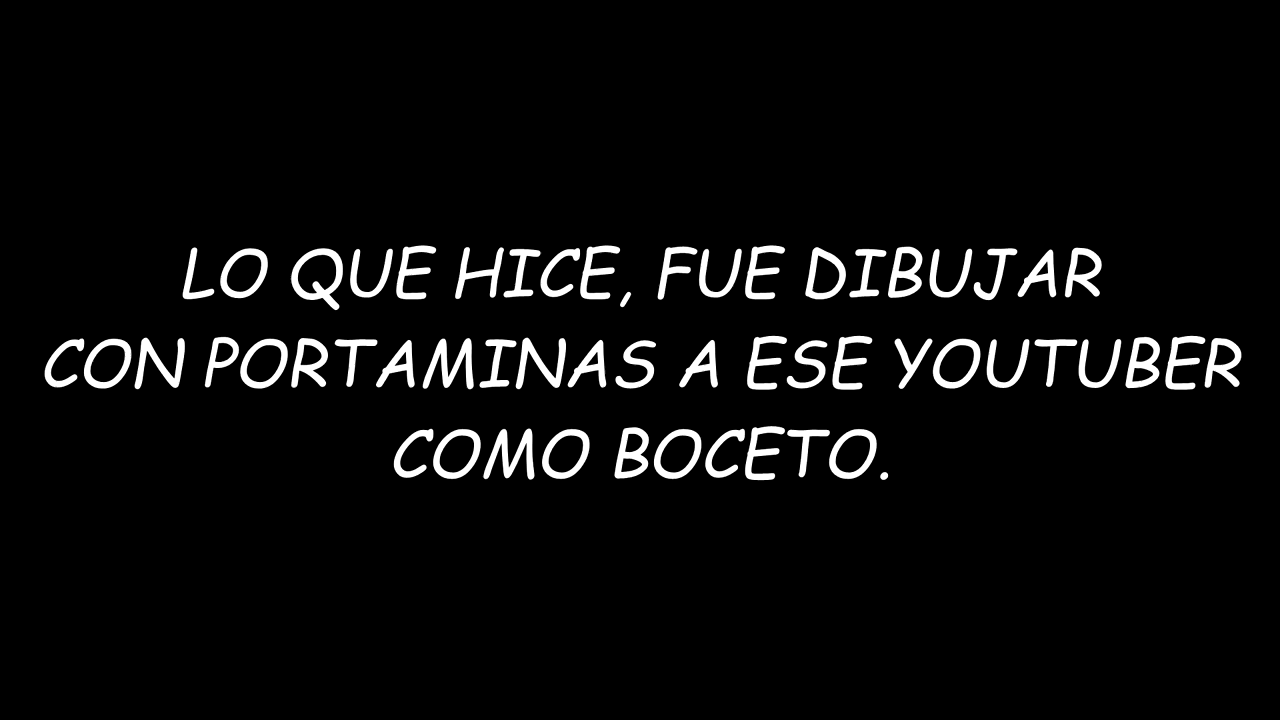 LO QUE HICE, FUE DIBUJAR
CON PORTAMINAS A ESE YOUTUBER
COMO BOCETO.